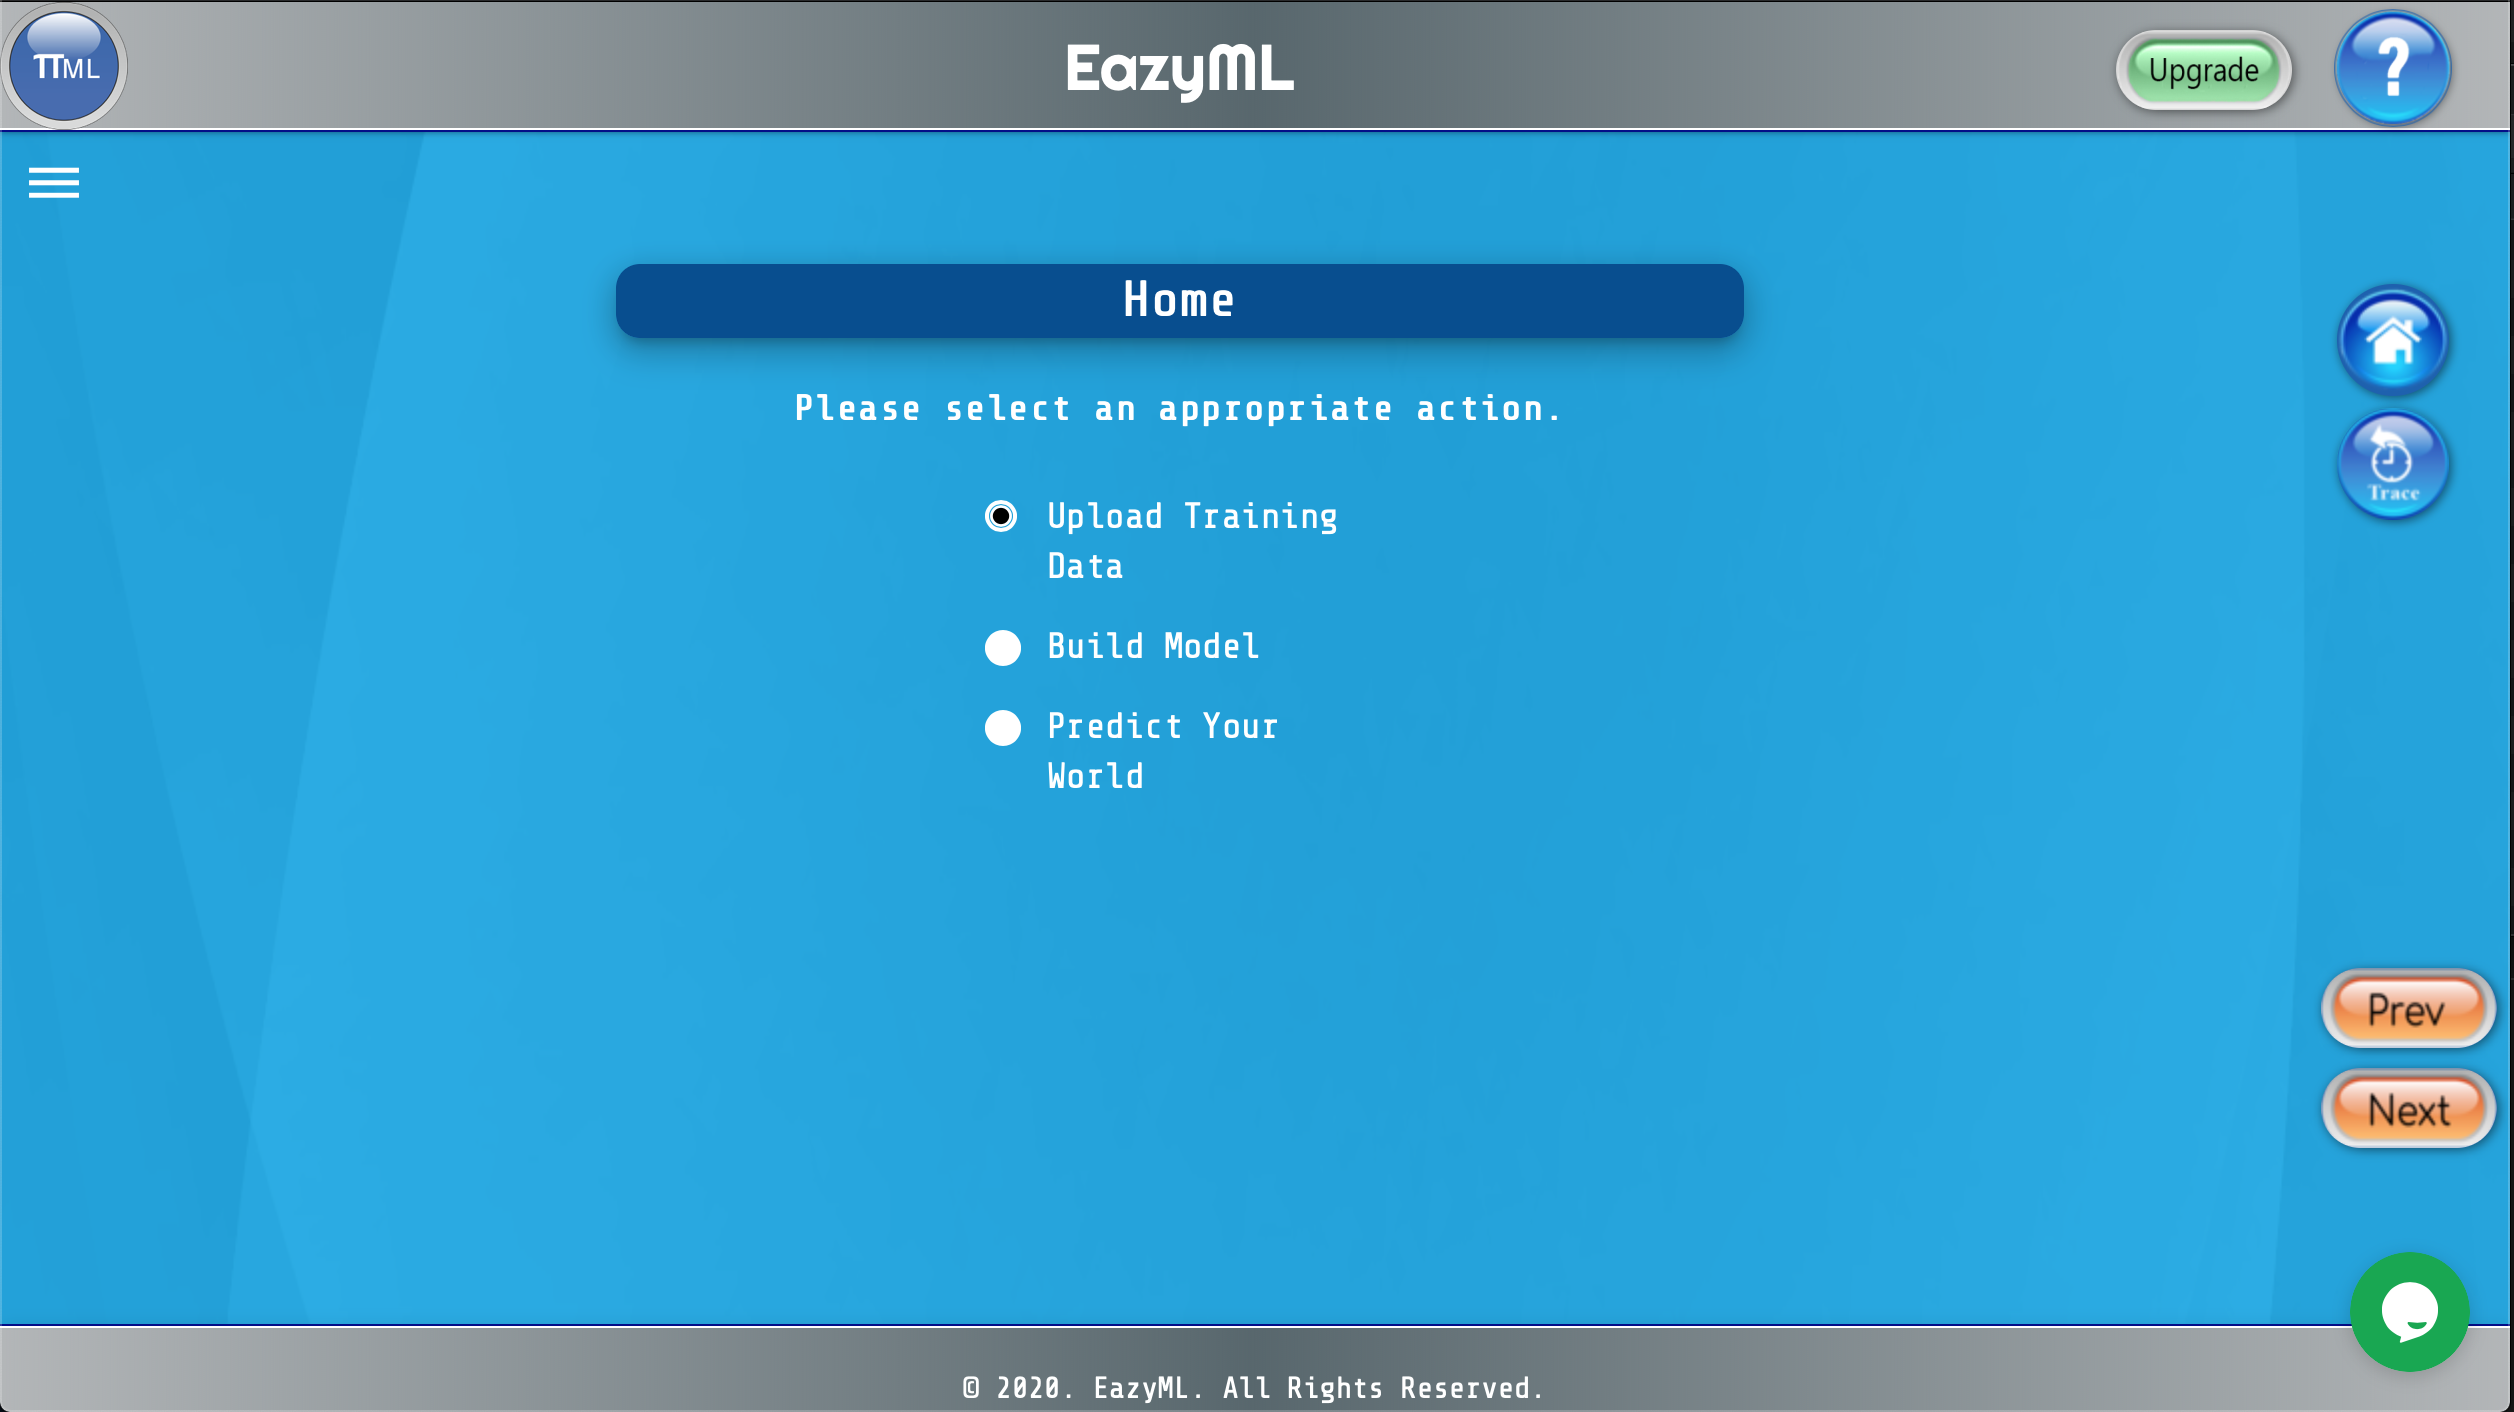 πML
EazyML
Upgrade
?
Home
Please select an appropriate action.
Trace
Upload Training
Data
Build Model
Predict Your
World
Prev
Next
© 2020. EazyML. All Rights Reserved.